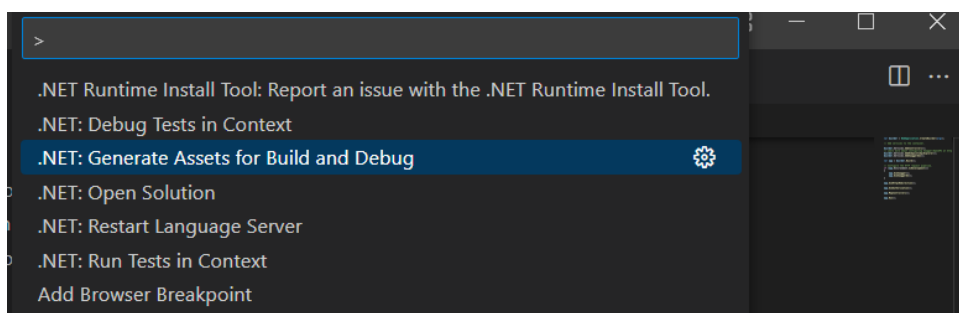 >
.NET Runtime Install Tool: Report an issue with the .NET Runtime Install Tool.
.NET: Debug Tests in Context
.NET: Generate Assets for Build and Debug
.NET: Open Solution
.NET: Restart Language Server
.NET: Run Tests in Context
Add Browser Breakpoint